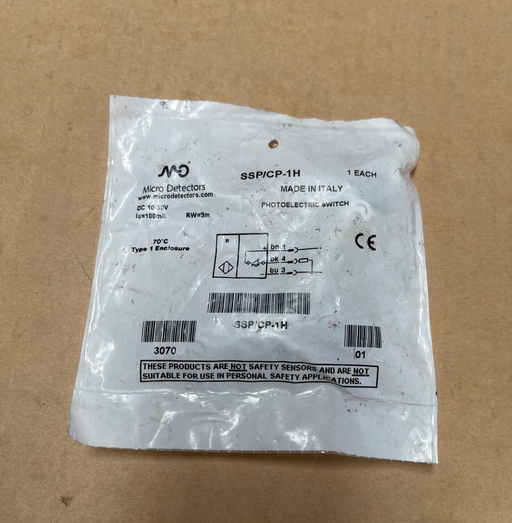 MD
Micro Detectors
www.microdetectors.com
SSP/CP-1H
1 EACH
MADE IN ITALY
PHOTOELECTRIC SWITCH
DC 10-30V
Ia=100mA
RW=3m
70°C
Type 1 Enclosure
R
+ bn 1
bk 4
- bu 3
CE
SSP/CP-1H
3070
01
THESE PRODUCTS ARE NOT SAFETY SENSORS AND ARE NOT
SUITABLE FOR USE IN PERSONAL SAFETY APPLICATIONS.